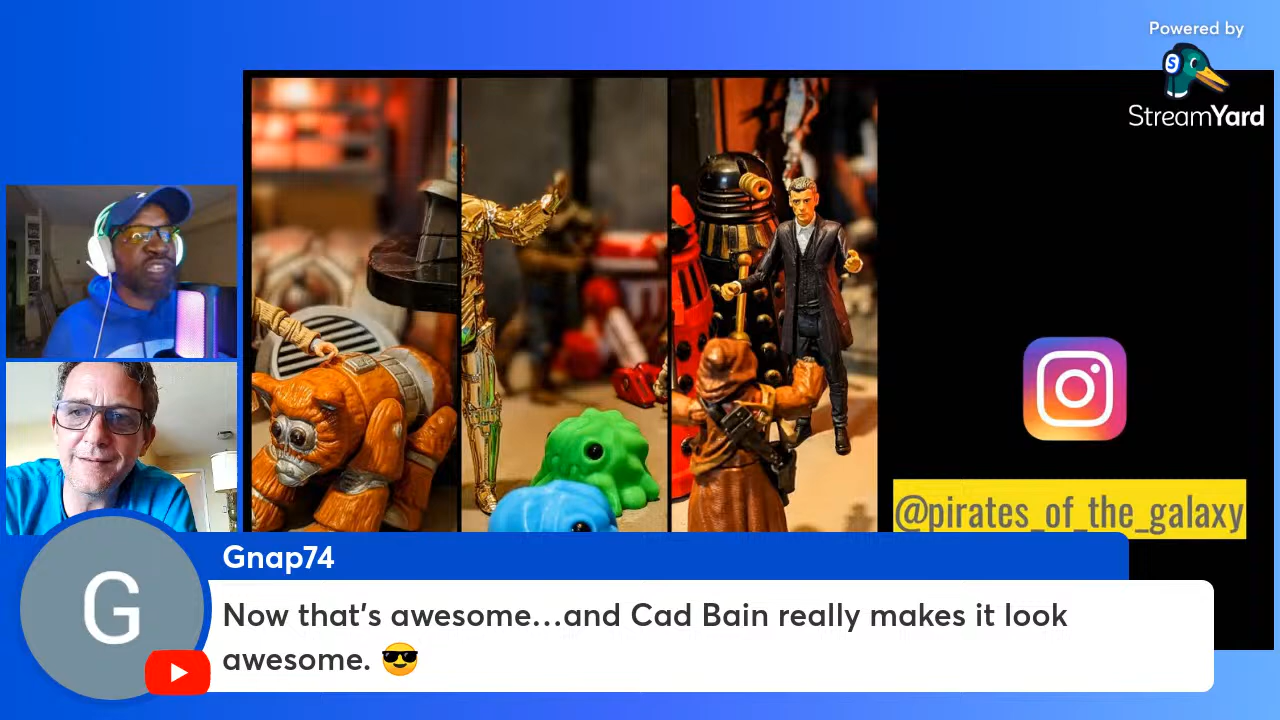 Powered by
StreamYard
@pirates_of_the_galaxy
Gnap74
G
Now that's awesome...and Cad Bain really makes it look
awesome. 😎